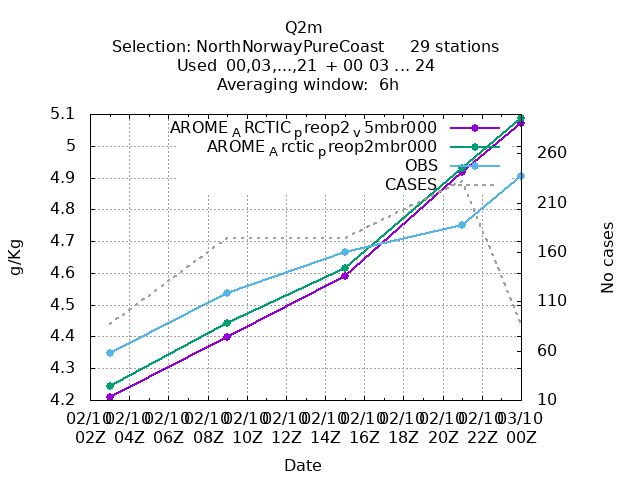 Q2m
Selection: NorthNorwayPureCoast 29 stations
Used 00,03,...,21 + 00 03 ... 24
Averaging window: 6h
AROME_ARCTIC_preop2_v5mbr000
AROME_Arctic_preop2mbr000
OBS
CASES
5.1
5
4.9
4.8
4.7
4.6
4.5
4.4
4.3
4.2
g/Kg
260
210
160
110
60
10
No cases
02/10 02/10 02/10 02/10 02/10 02/10 02/10 02/10 02/10 02/10 02/10 03/10
02Z 04Z 06Z 08Z 10Z 12Z 14Z 16Z 18Z 20Z 22Z 00Z
Date